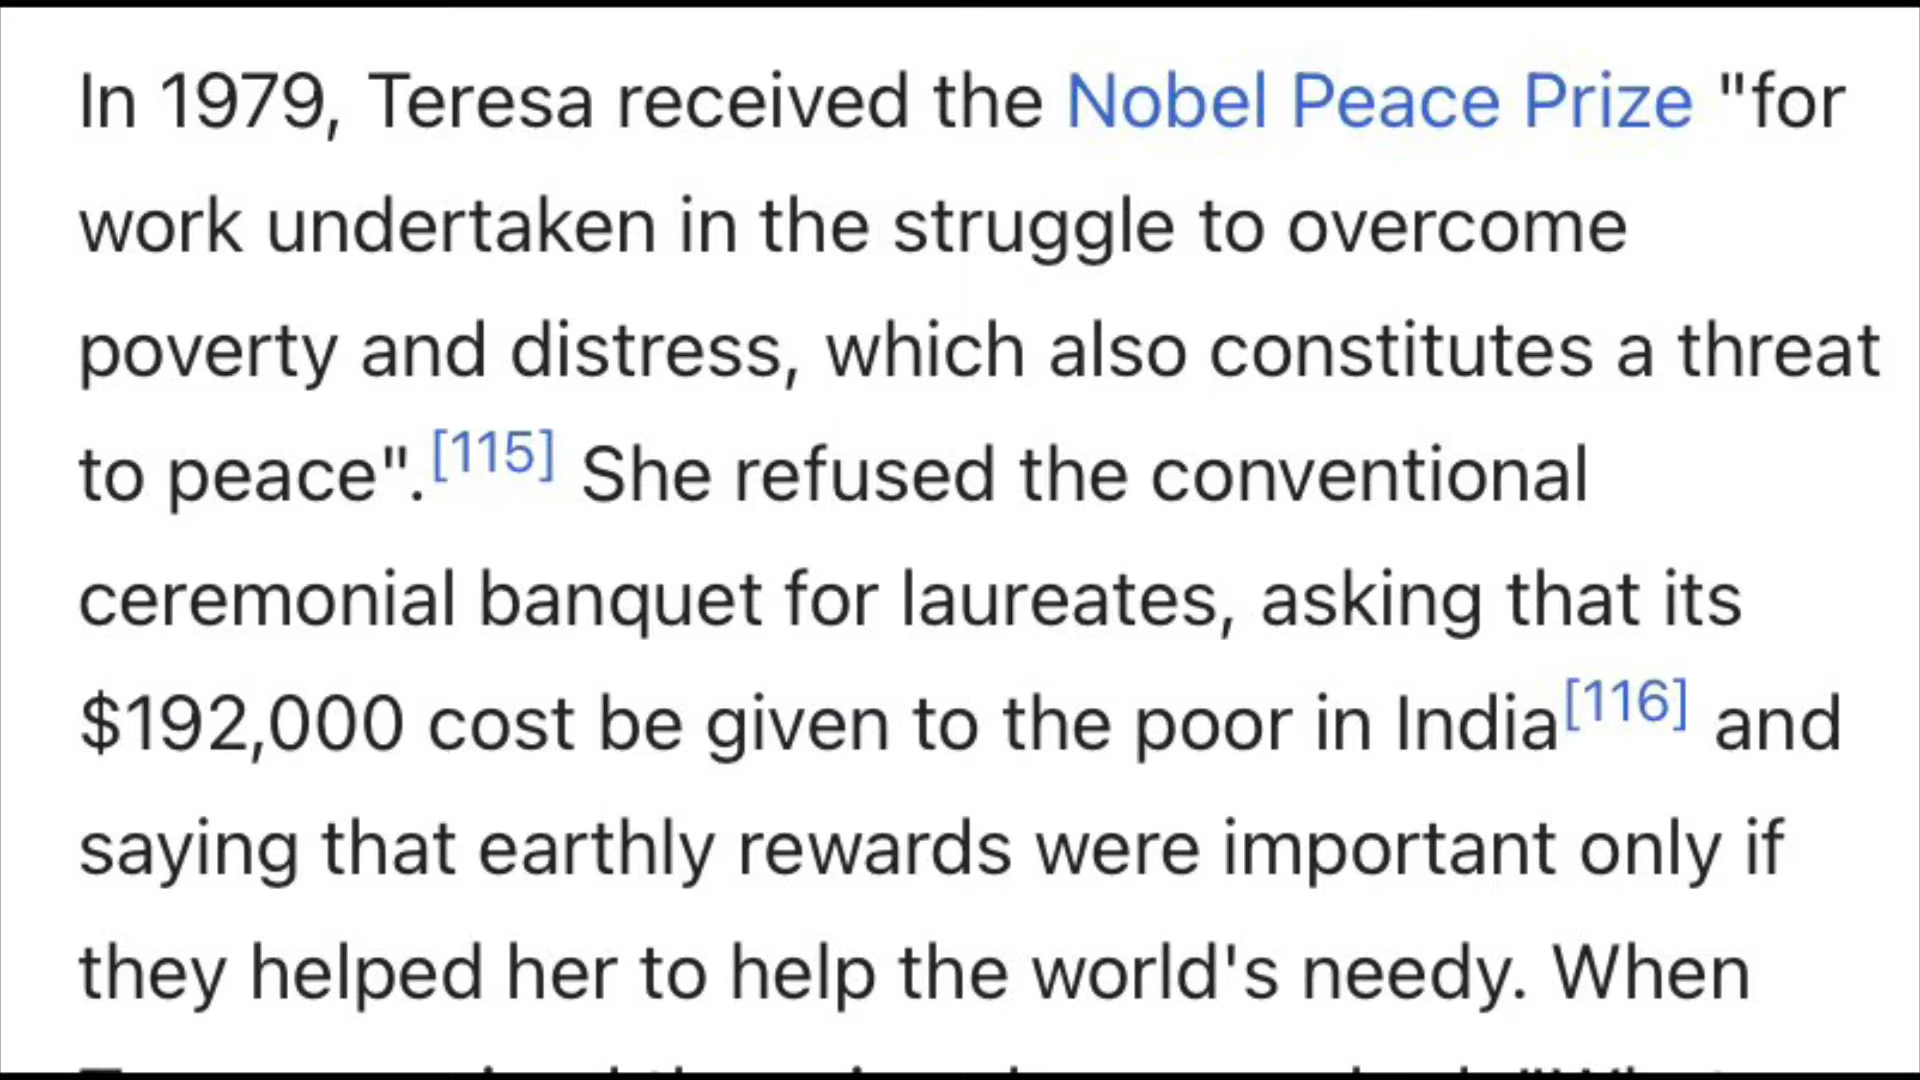 In 1979, Teresa received the Nobel Peace Prize "for
work undertaken in the struggle to overcome
poverty and distress, which also constitutes a threat
to peace".[115] She refused the conventional
ceremonial banquet for laureates, asking that its
$192,000 cost be given to the poor in India[116] and
saying that earthly rewards were important only if
they helped her to help the world's needy. When